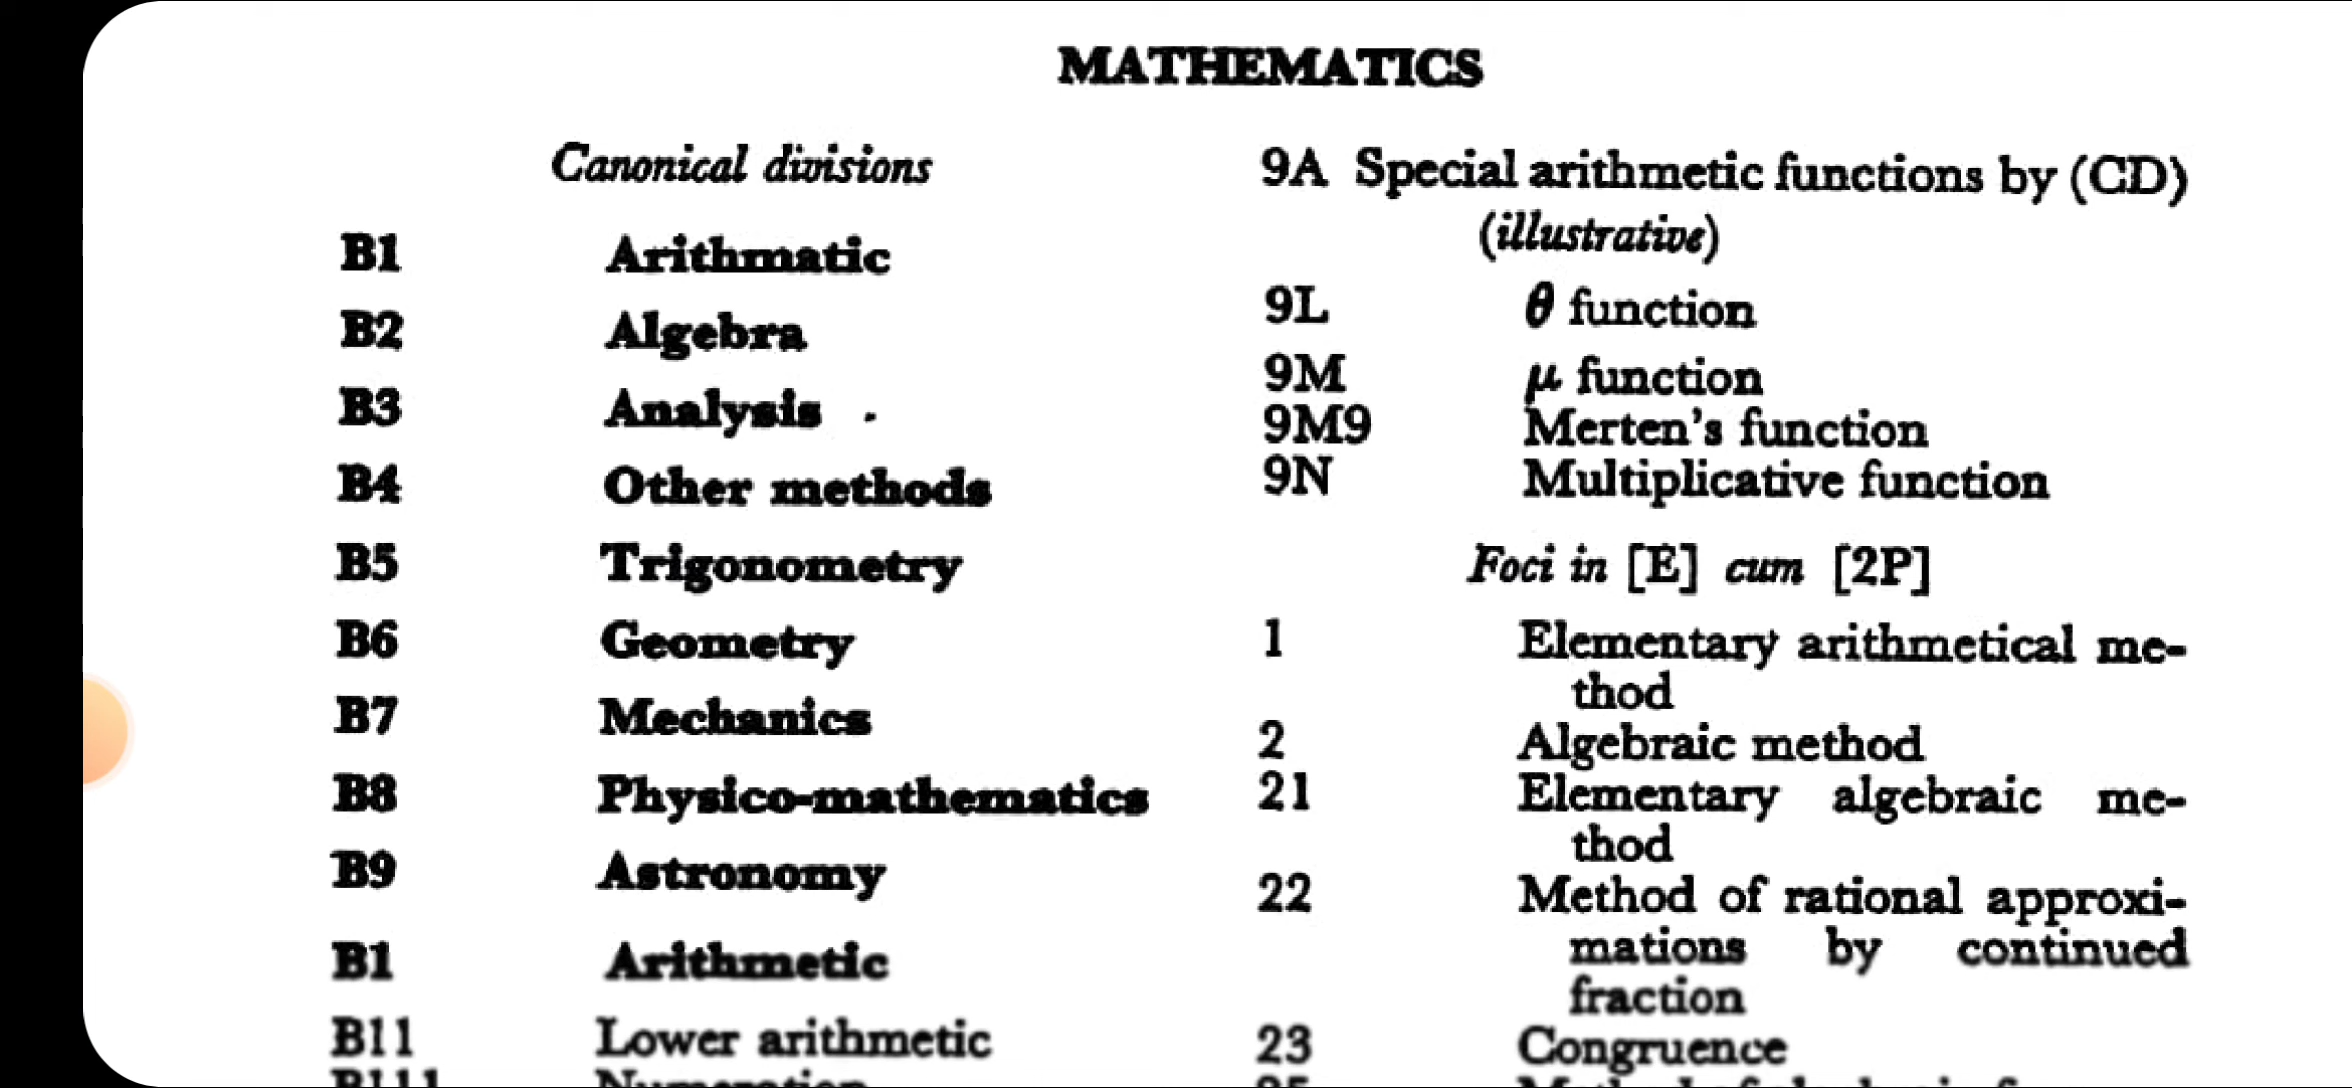 MATHEMATICS
Canonical divisions
B1 Arithmatic
B2 Algebra
B3 Analysis .
B4 Other methods
B5 Trigonometry
B6 Geometry
B7 Mechanics
B8 Physico-mathematics
B9 Astronomy
B1 Arithmetic
B11 Lower arithmetic
B111 Numeration
9A Special arithmetic functions by (CD)
(illustrative)
9L θ function
9M μ function
9M9 Merten's function
9N Multiplicative function
Foci in [E] cum [2P]
1 Elementary arithmetical me-
thod
2 Algebraic method
21 Elementary algebraic me-
thod
22 Method of rational approxi-
mations by continued
fraction
23 Congruence
25